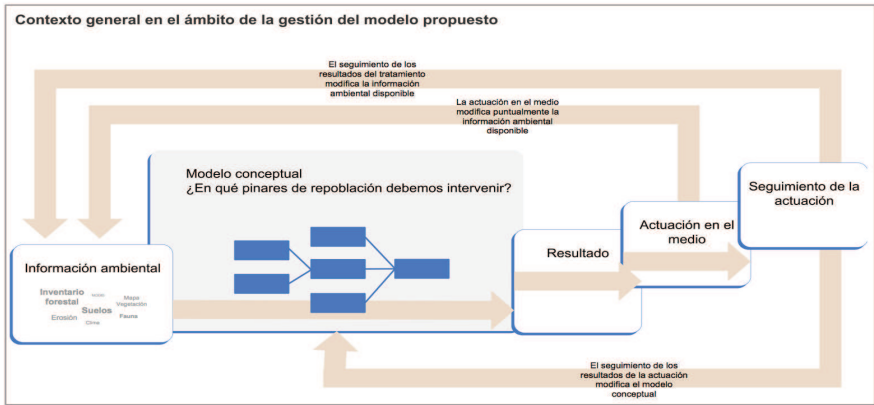 Contexto general en el ámbito de la gestión del modelo propuesto
El seguimiento de los
resultados del tratamiento
modifica la información
ambiental disponible
La actuación en el medio
modifica puntualmente la
información ambiental
disponible
Modelo conceptual
¿En qué pinares de repoblación debemos intervenir?
Seguimiento de la
actuación
Actuación en el
medio
Resultado
Información ambiental
Inventario
forestal
Mapa
Vegetación
Suelos
Erosión
Fauna
Clima
El seguimiento de los
resultados de la actuación
modifica el modelo
conceptual